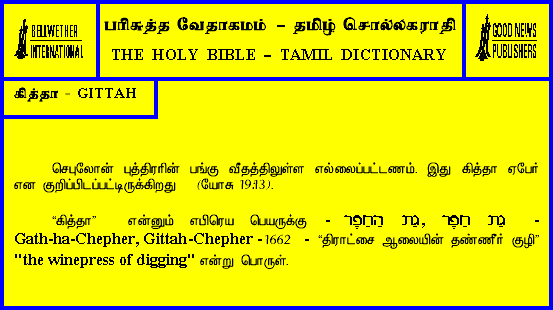 BELLWETHER
INTERNATIONAL
பரிசுத்த வேதாகமம் – தமிழ் சொல்லகராதி
THE HOLY BIBLE – TAMIL DICTIONARY
GOOD NEWS
PUBLISHERS
கித்தா - GITTAH
செபுலோன் புத்திரரின் பங்கு வீதத்திலுள்ள எல்லைப்பட்டணம். இது கித்தா ஏபேர்
என குறிப்பிடப்பட்டிருக்கிறது (யோசு 19:13).
“கித்தா” என்னும் எபிரெய பெயருக்கு - גַּת הַחֵפֶר, גַּת חֵפֶר -
Gath-ha-Chepher, Gittah-Chepher - 1662 - “திராட்சை ஆலையின் தண்ணீர் குழி”
"the winepress of digging" என்று பொருள்.